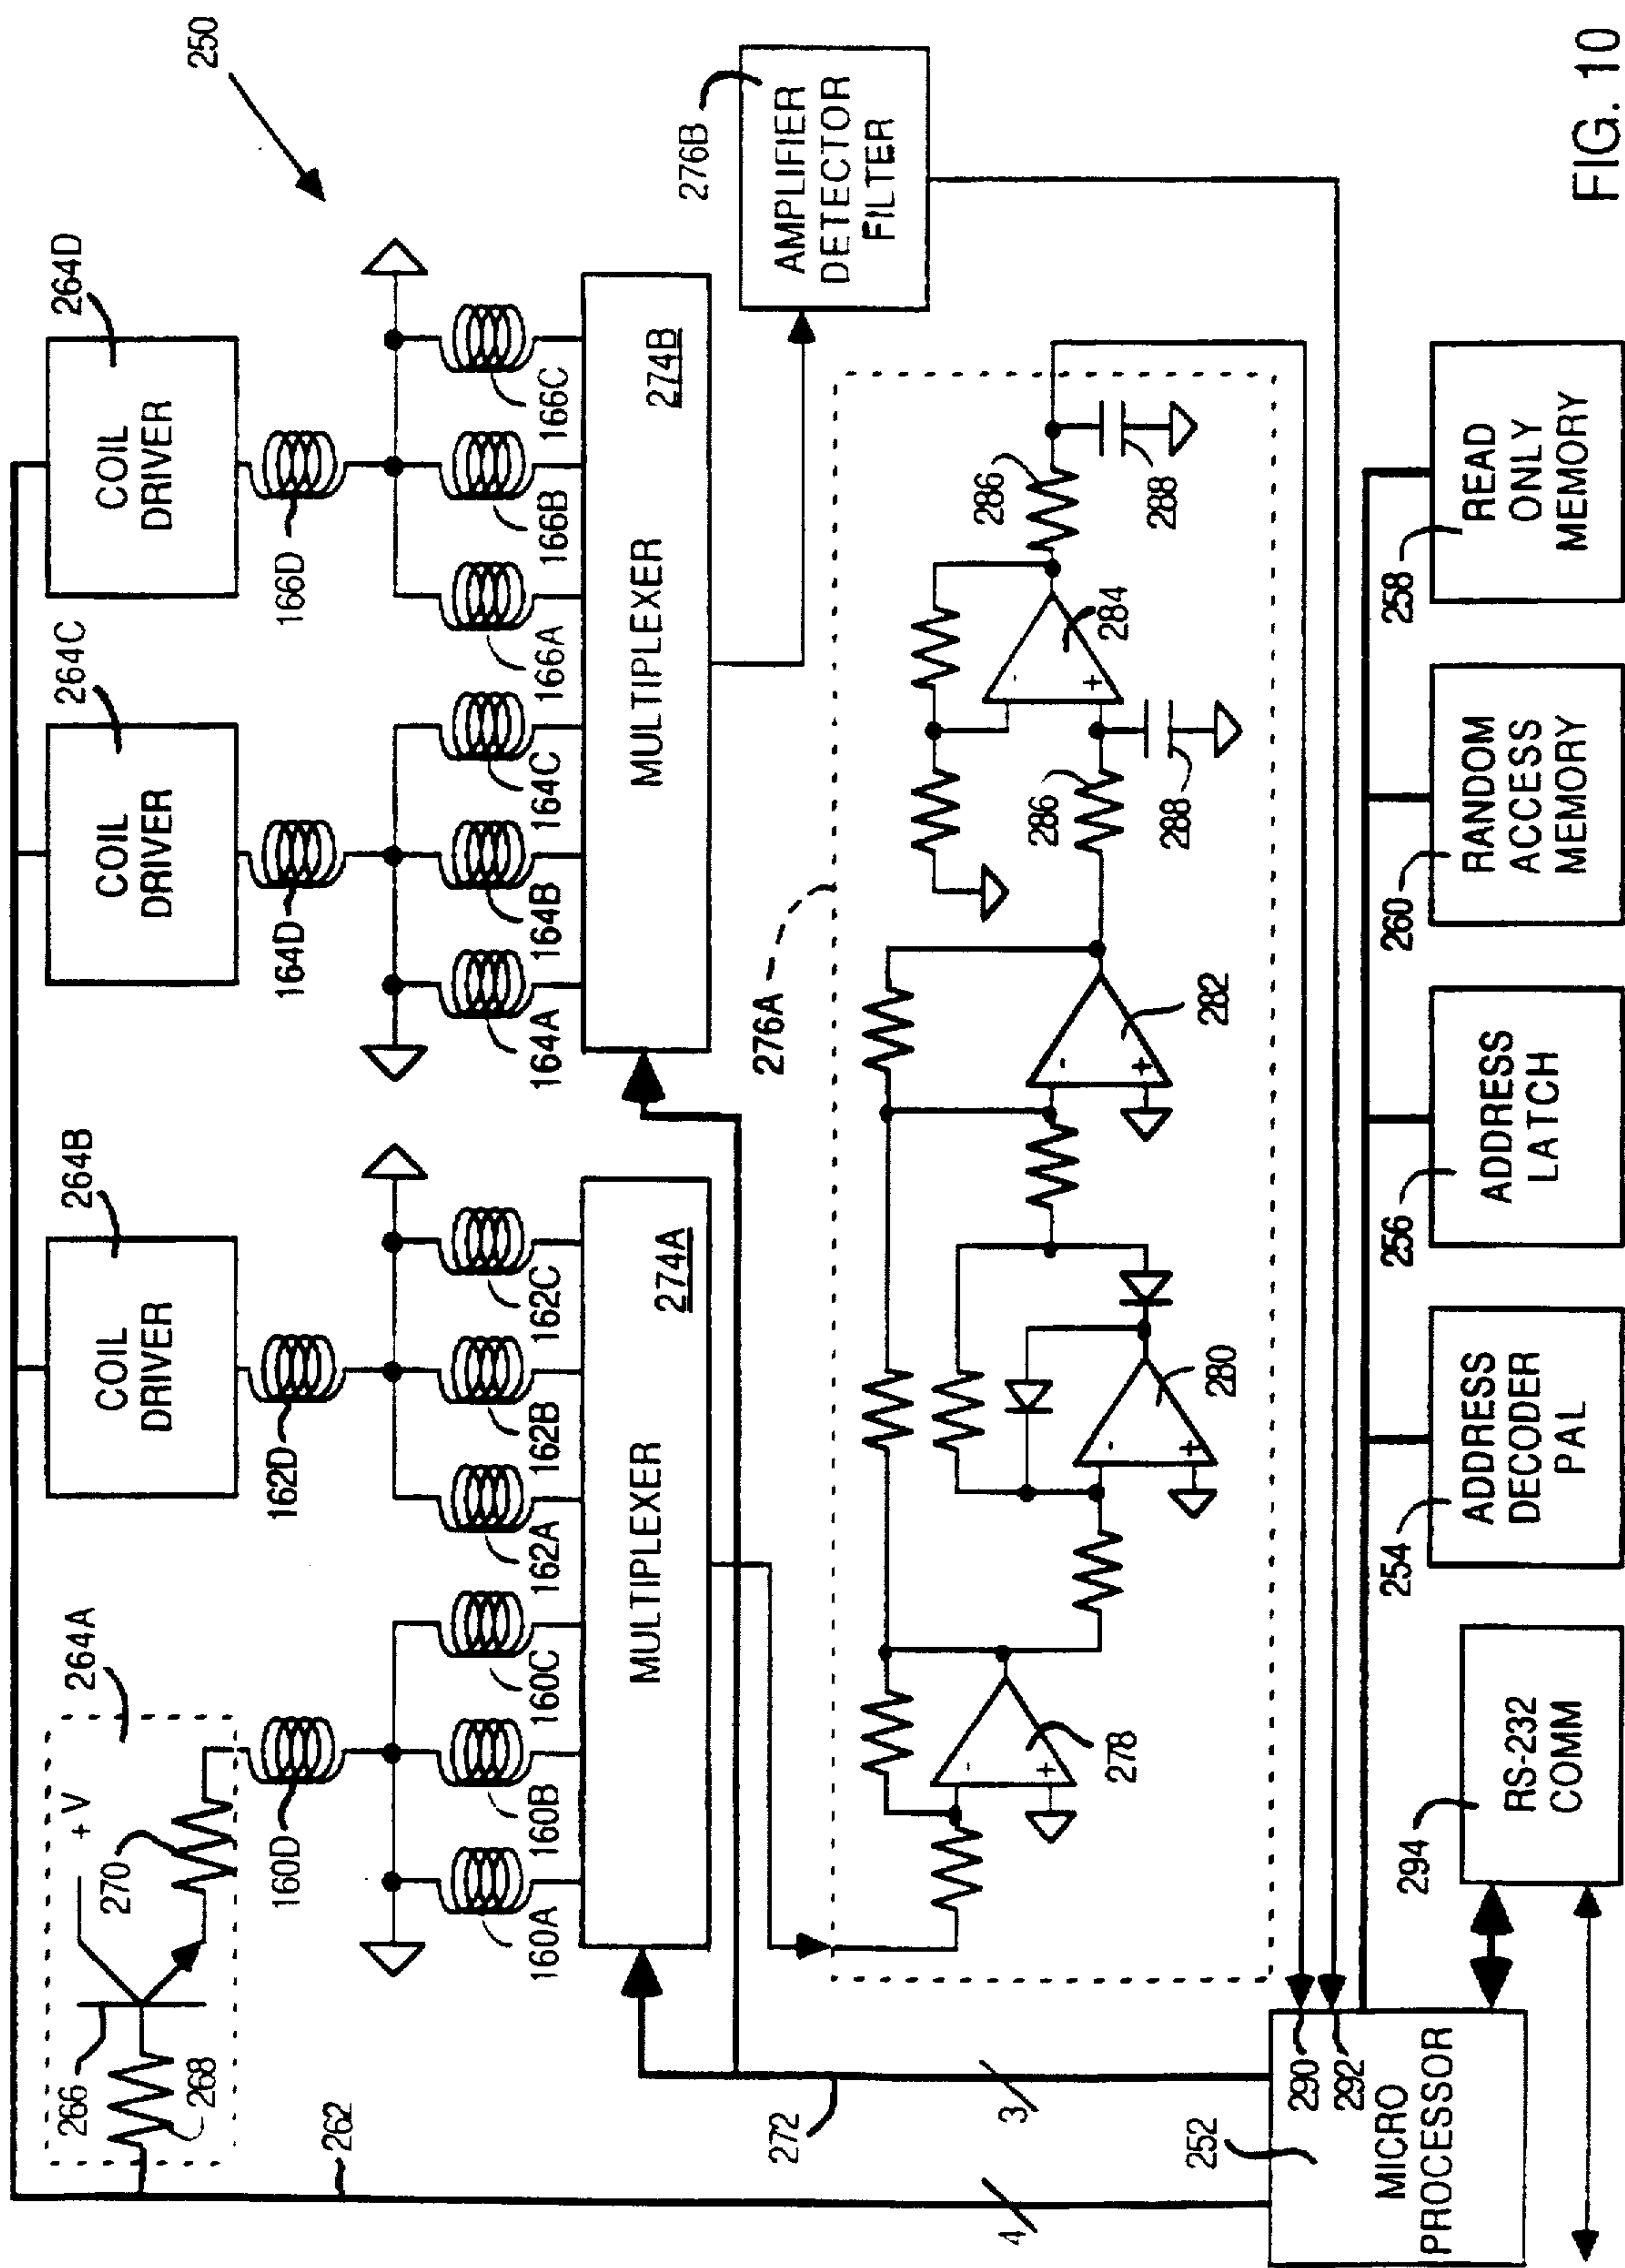 250
264A
264B
264C
264D
COIL
DRIVER
COIL
DRIVER
COIL
DRIVER
266
268
270
+ V
262
160D
162D
164D
166D
160A
160B
160C
162A
162B
162C
164A
164B
164C
166A
166B
166C
MULTIPLEXER
274A
MULTIPLEXER
274B
276B
AMPLIFIER
DETECTOR
FILTER
276A
272
3
4
-
+
278
-
+
280
-
+
282
286
288
-
+
284
286
288
252
290
292
MICRO
PROCESSOR
294
RS-232
COMM
254
ADDRESS
DECODER
PAL
256
ADDRESS
LATCH
260
RANDOM
ACCESS
MEMORY
258
READ
ONLY
MEMORY
FIG. 10